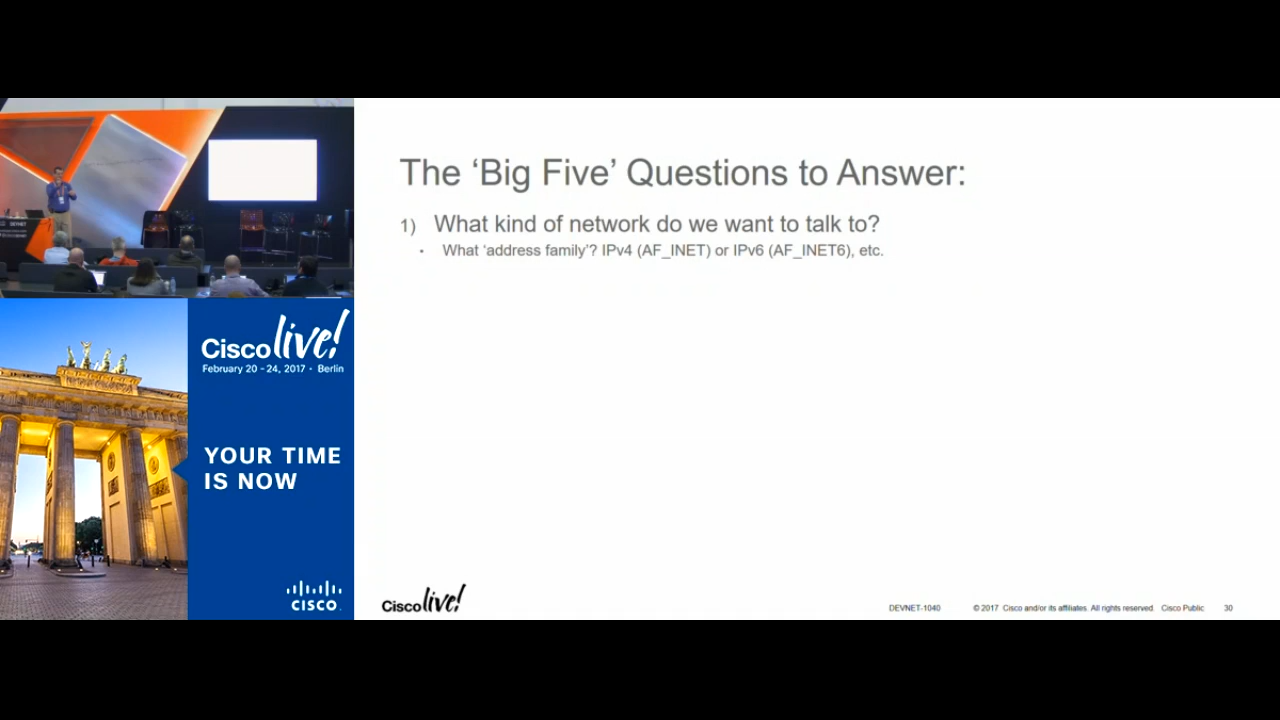 DEVNET
Cisco live!
February 20 - 24, 2017 • Berlin
YOUR TIME
IS NOW
CISCO
The ‘Big Five’ Questions to Answer:
1) What kind of network do we want to talk to?
• What ‘address family’? IPv4 (AF_INET) or IPv6 (AF_INET6), etc.
Cisco live!
DEVNET-1040 © 2017 Cisco and/or its affiliates. All rights reserved. Cisco Public 30